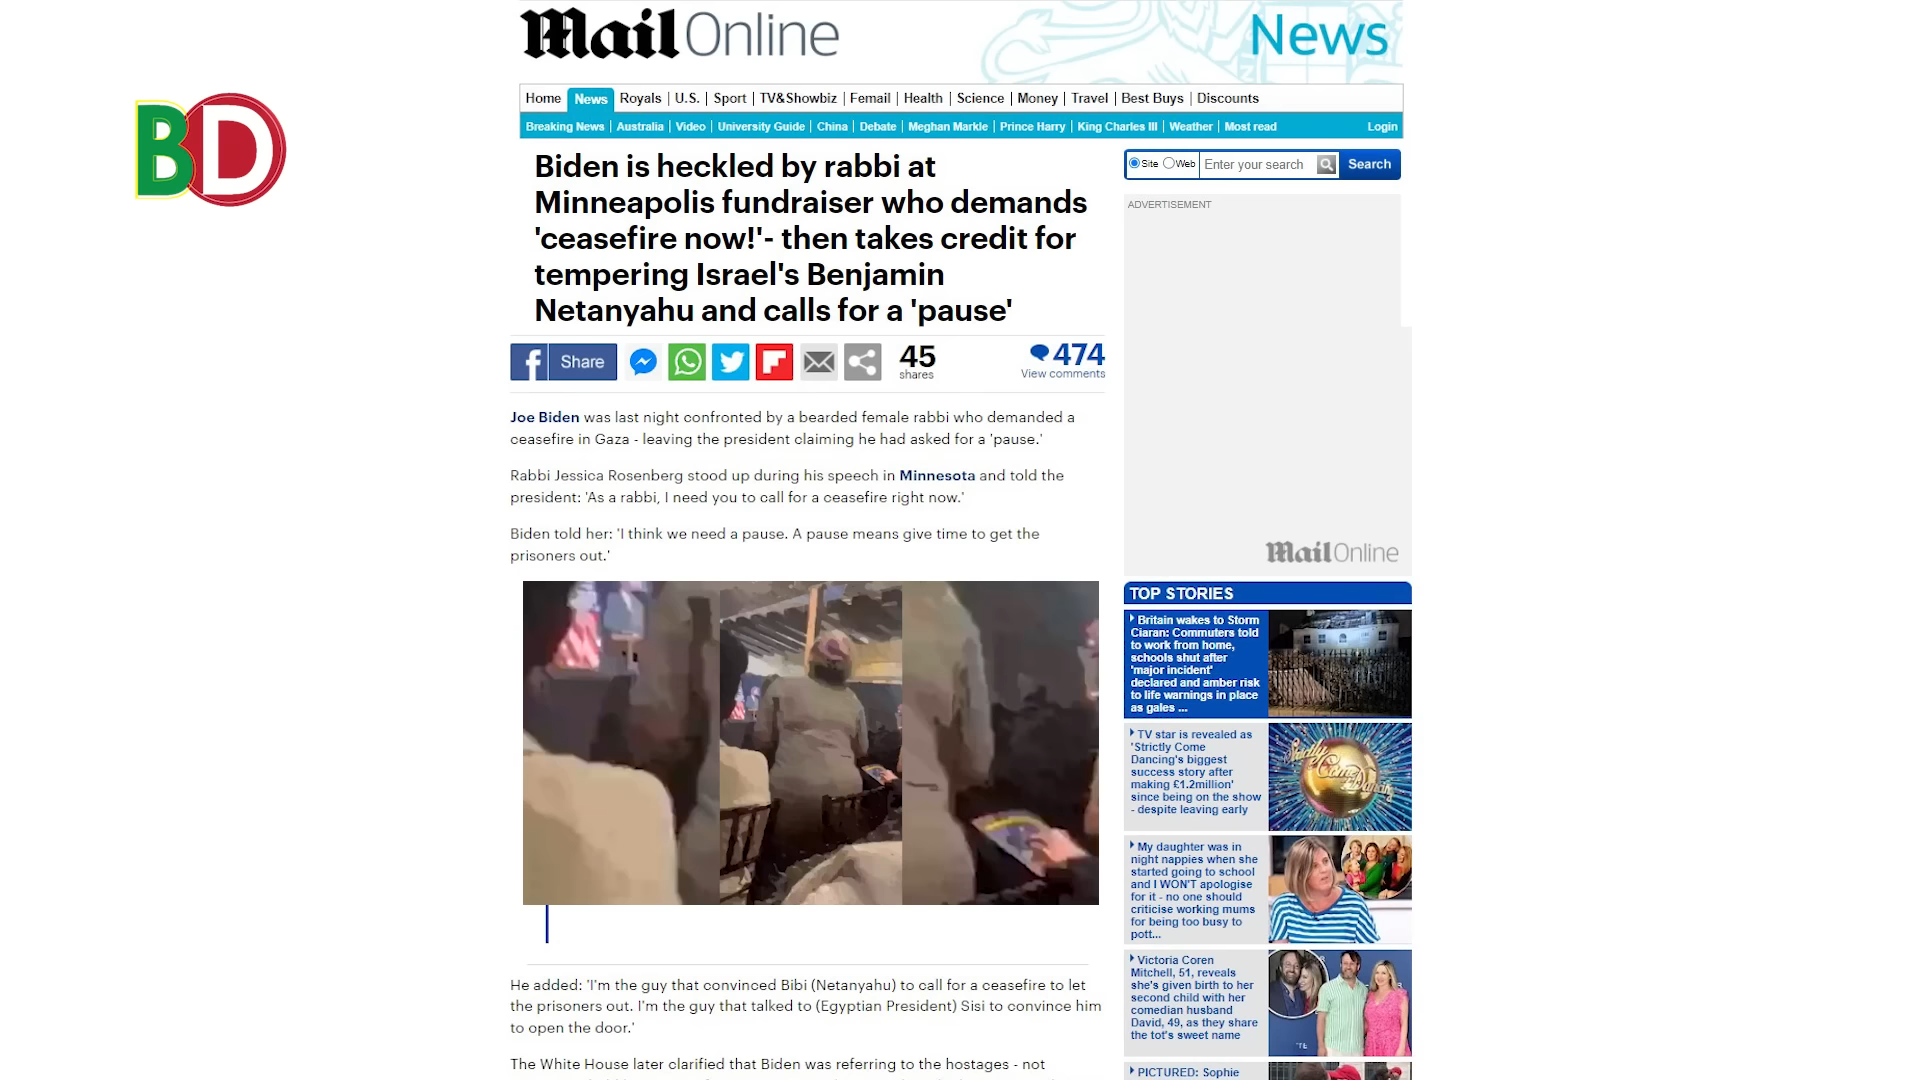 Mail Online
News
BD
Home News Royals U.S. Sport TV&Showbiz Femail Health Science Money Travel Best Buys Discounts
Breaking News Australia Video University Guide China Debate Meghan Markle Prince Harry King Charles III Weather Most read Login
Biden is heckled by rabbi at
Minneapolis fundraiser who demands
'ceasefire now!'- then takes credit for
tempering Israel's Benjamin
Netanyahu and calls for a 'pause'
Share
45
shares
474
View comments
Joe Biden was last night confronted by a bearded female rabbi who demanded a
ceasefire in Gaza - leaving the president claiming he had asked for a 'pause.'
Rabbi Jessica Rosenberg stood up during his speech in Minnesota and told the
president: 'As a rabbi, I need you to call for a ceasefire right now.'
Biden told her: 'I think we need a pause. A pause means give time to get the
prisoners out.'
He added: 'I'm the guy that convinced Bibi (Netanyahu) to call for a ceasefire to let
the prisoners out. I'm the guy that talked to (Egyptian President) Sisi to convince him
to open the door.'
The White House later clarified that Biden was referring to the hostages - not
Site Web Enter your search Search
ADVERTISEMENT
Mail Online
TOP STORIES
Britain wakes to Storm
Ciaran: Commuters told
to work from home,
schools shut after
'major incident'
declared and amber risk
to life warnings in place
as gales ...
TV star is revealed as
'Strictly Come
Dancing's biggest
success story after
making £1.2million'
since being on the show
- despite leaving early
Strictly
Come
Dancing
My daughter was in
night nappies when she
started going to school
and I WON'T apologise
for it - no one should
criticise working mums
for being too busy to
pott...
Victoria Coren
Mitchell, 51, reveals
she's given birth to her
second child with her
comedian husband
David, 49, as they share
the tot's sweet name
PICTURED: Sophie